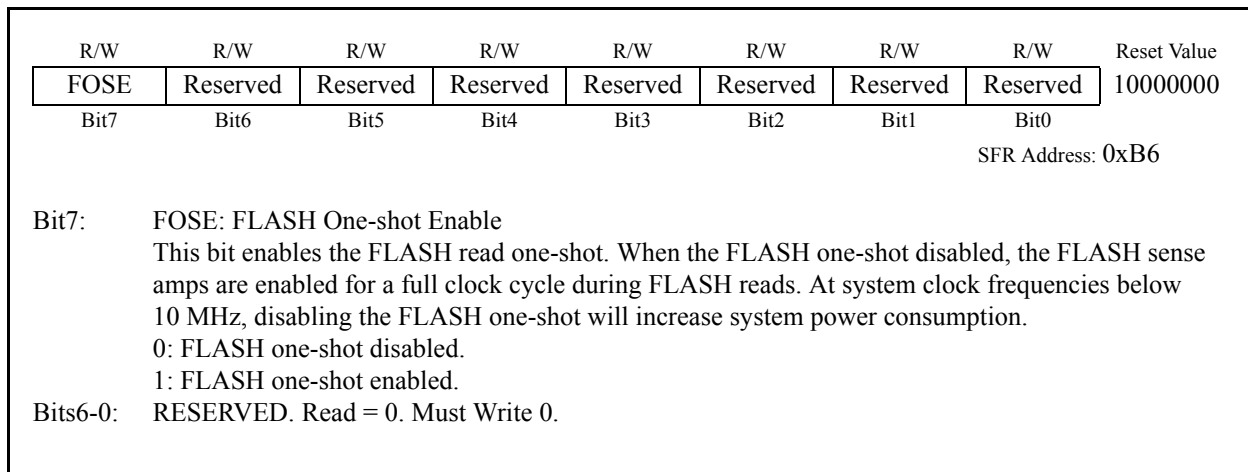 R/W R/W R/W R/W R/W R/W R/W R/W Reset Value
FOSE Reserved Reserved Reserved Reserved Reserved Reserved Reserved 10000000
Bit7 Bit6 Bit5 Bit4 Bit3 Bit2 Bit1 Bit0
SFR Address: 0xB6
Bit7: FOSE: FLASH One-shot Enable
This bit enables the FLASH read one-shot. When the FLASH one-shot disabled, the FLASH sense
amps are enabled for a full clock cycle during FLASH reads. At system clock frequencies below
10 MHz, disabling the FLASH one-shot will increase system power consumption.
0: FLASH one-shot disabled.
1: FLASH one-shot enabled.
Bits6-0: RESERVED. Read = 0. Must Write 0.